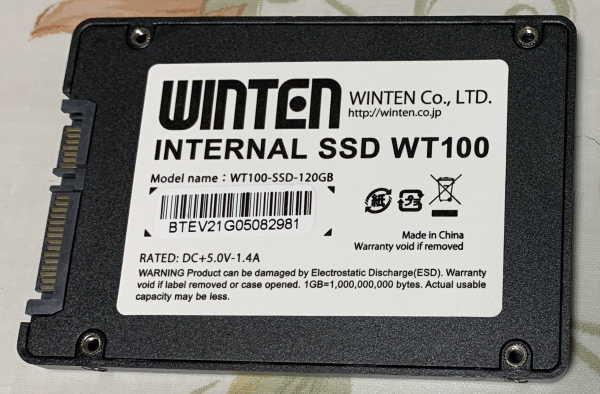 WINTEN
WINTEN Co., LTD.
http://winten.co.jp
INTERNAL SSD WT100
Model name : WT100-SSD-120GB
BTEV21G05082981
紙
プラ
Made in China
Warranty void if removed
RATED: DC+5.0V-1.4A
WARNING Product can be damaged by Electrostatic Discharge(ESD). Warranty
void if label removed or case opened. 1GB=1,000,000,000 bytes. Actual usable
capacity may be less.